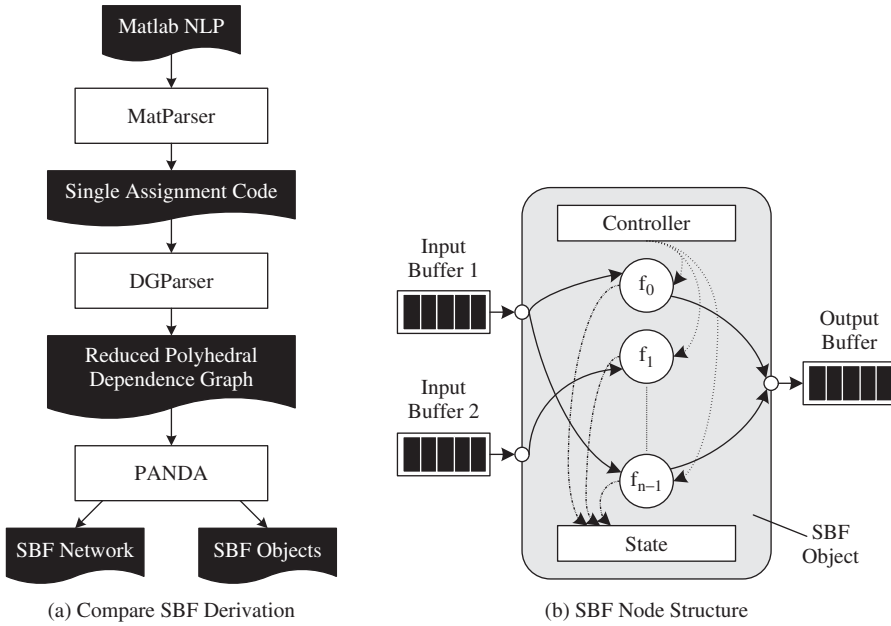 Matlab NLP
MatParser
Single Assignment Code
DGParser
Reduced Polyhedral
Dependence Graph
PANDA
SBF Network
SBF Objects
(a) Compare SBF Derivation
Input
Buffer 1
Input
Buffer 2
Controller
f0
f1
fn–1
State
Output
Buffer
SBF
Object
(b) SBF Node Structure